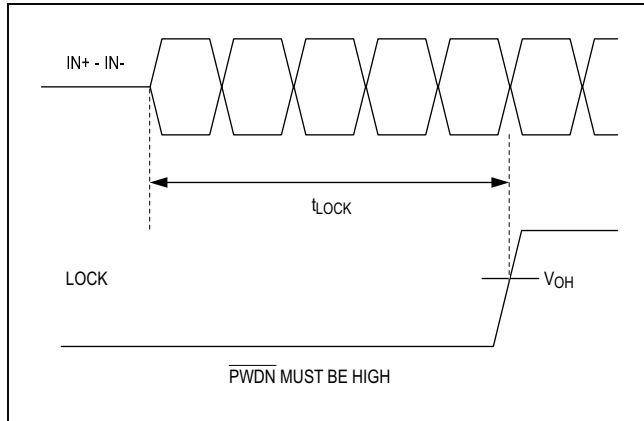 IN+ - IN-
tLOCK
LOCK
VOH
PWDN MUST BE HIGH